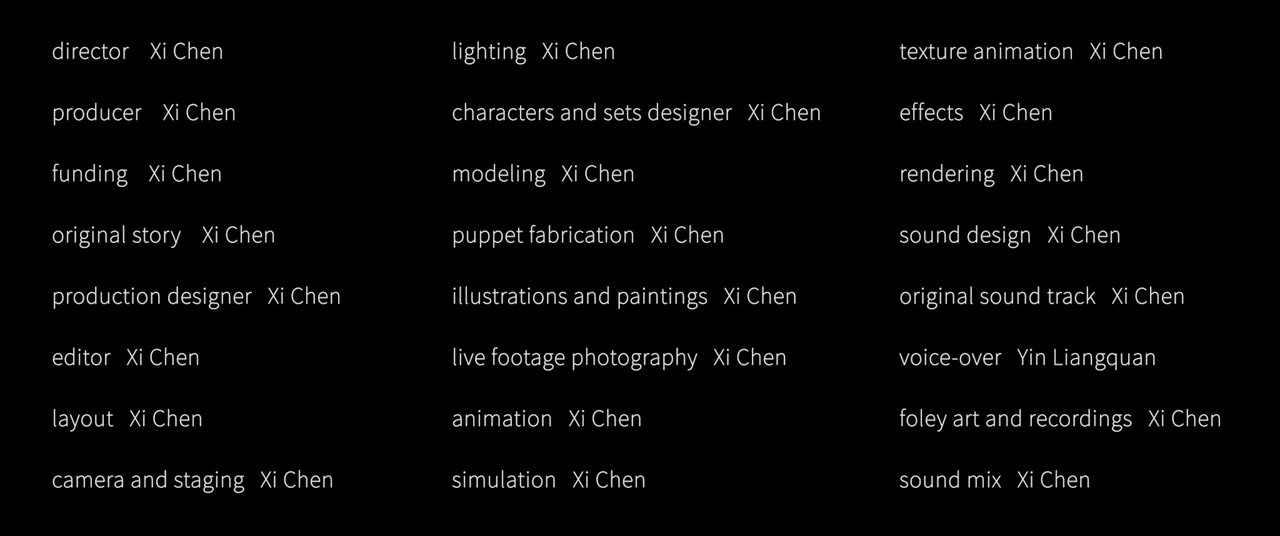 director Xi Chen
producer Xi Chen
funding Xi Chen
original story Xi Chen
production designer Xi Chen
editor Xi Chen
layout Xi Chen
camera and staging Xi Chen
lighting Xi Chen
characters and sets designer Xi Chen
modeling Xi Chen
puppet fabrication Xi Chen
illustrations and paintings Xi Chen
live footage photography Xi Chen
animation Xi Chen
simulation Xi Chen
texture animation Xi Chen
effects Xi Chen
rendering Xi Chen
sound design Xi Chen
original sound track Xi Chen
voice-over Yin Liangquan
foley art and recordings Xi Chen
sound mix Xi Chen